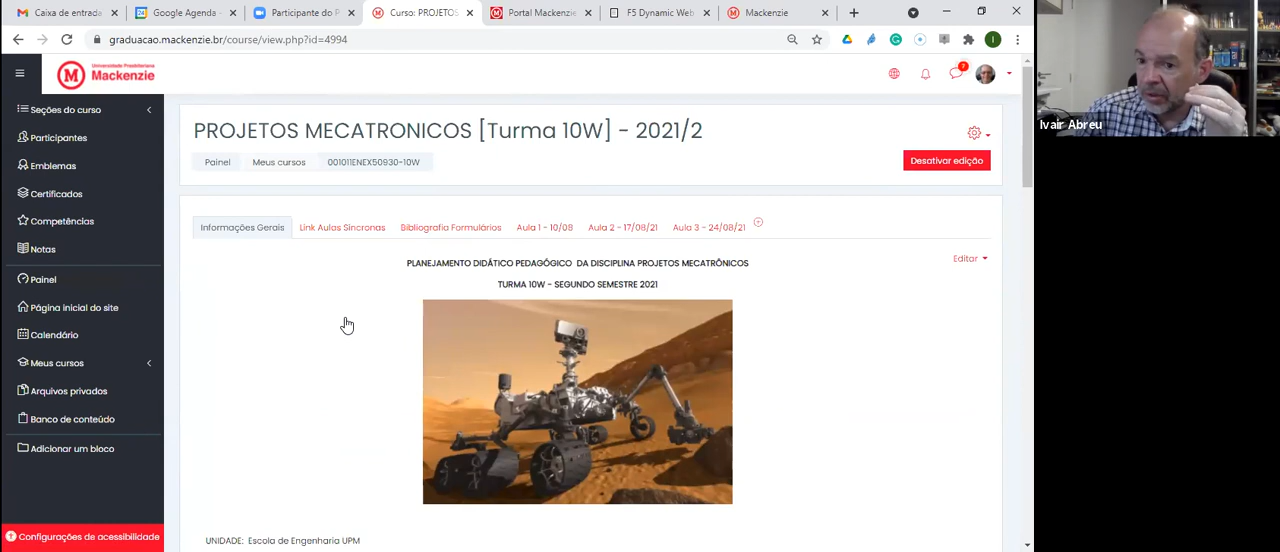 Caixa de entrada
Google Agenda -
Participante do P
Curso: PROJETOS
Portal Mackenzie
F5 Dynamic Web
Mackenzie
graduacao.mackenzie.br/course/view.php?id=4994
I
Universidade Presbiteriana
Mackenzie
7
Seções do curso
Participantes
Emblemas
Certificados
Competências
Notas
Painel
Página inicial do site
Calendário
Meus cursos
Arquivos privados
Banco de conteúdo
Adicionar um bloco
Configurações de acessibilidade
PROJETOS MECATRONICOS [Turma 10W] - 2021/2
Painel
Meus cursos
001011ENEX50930-10W
Desativar edição
Informações Gerais
Link Aulas Síncronas
Bibliografia Formulários
Aula 1 - 10/08
Aula 2 - 17/08/21
Aula 3 - 24/08/21
Editar
PLANEJAMENTO DIDÁTICO PEDAGÓGICO DA DISCIPLINA PROJETOS MECATRÔNICOS
TURMA 10W - SEGUNDO SEMESTRE 2021
UNIDADE: Escola de Engenharia UPM
Ivair Abreu